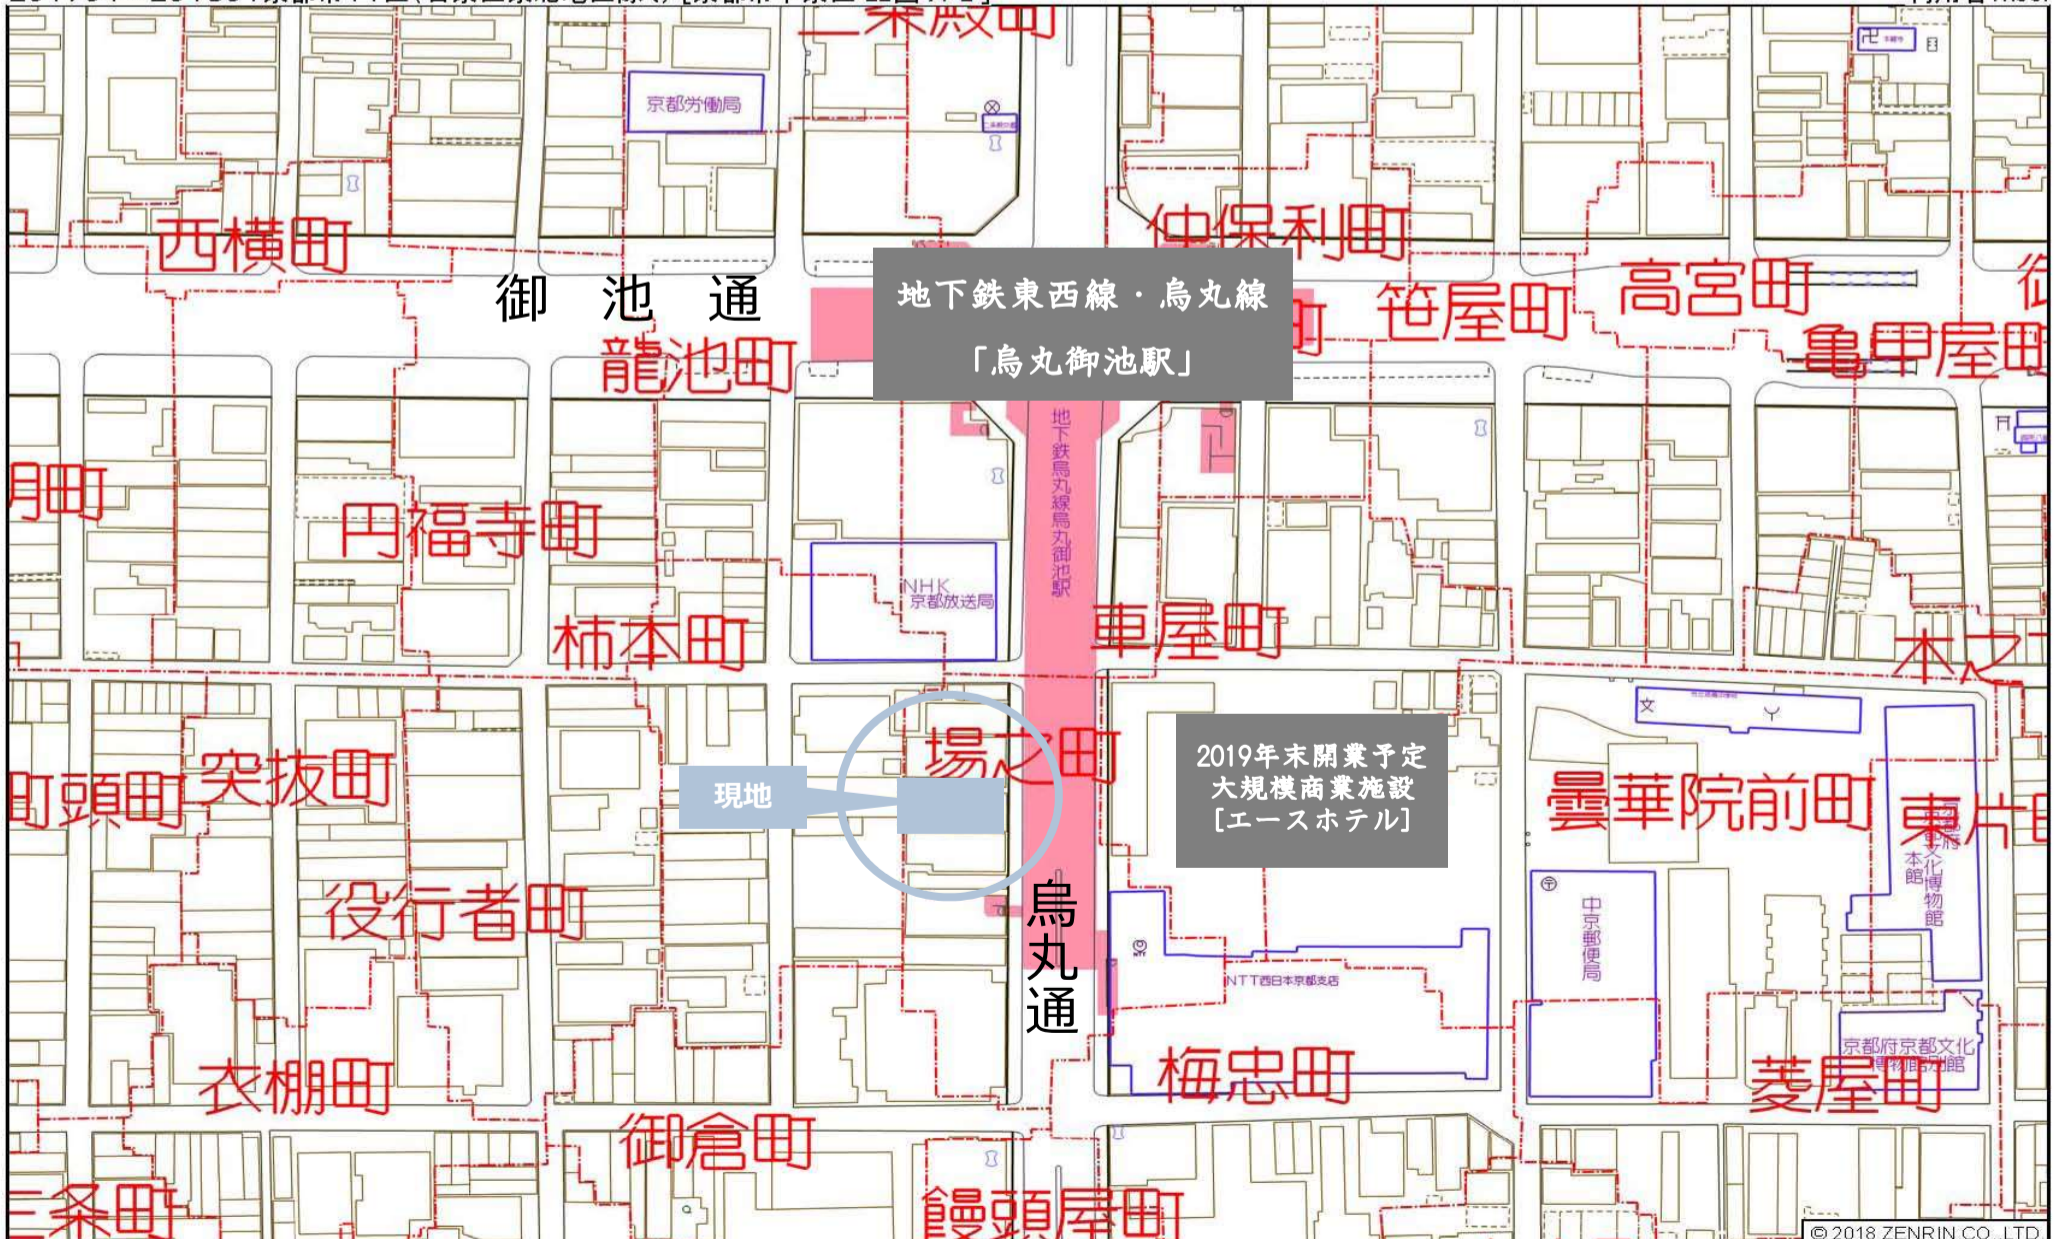 二条殿町
京都労働局
西横町
仲保利町
御池通
地下鉄東西線・烏丸線
「烏丸御池駅」
町
笹屋町
高宮町
亀甲屋町
龍池町
地下鉄烏丸線烏丸御池駅
円福寺町
NHK
京都放送局
柿本町
車屋町
場之町
現地
2019年末開業予定
大規模商業施設
[エースホテル]
町頭町
突抜町
曇華院前町
東片
京都府
京都文化博物館
本館
役行者町
烏丸通
中京郵便局
NTT西日本京都支店
衣棚町
梅忠町
京都府京都文化
博物館別館
菱屋町
御倉町
三条町
饅頭屋町
© 2018 ZENRIN CO., LTD.